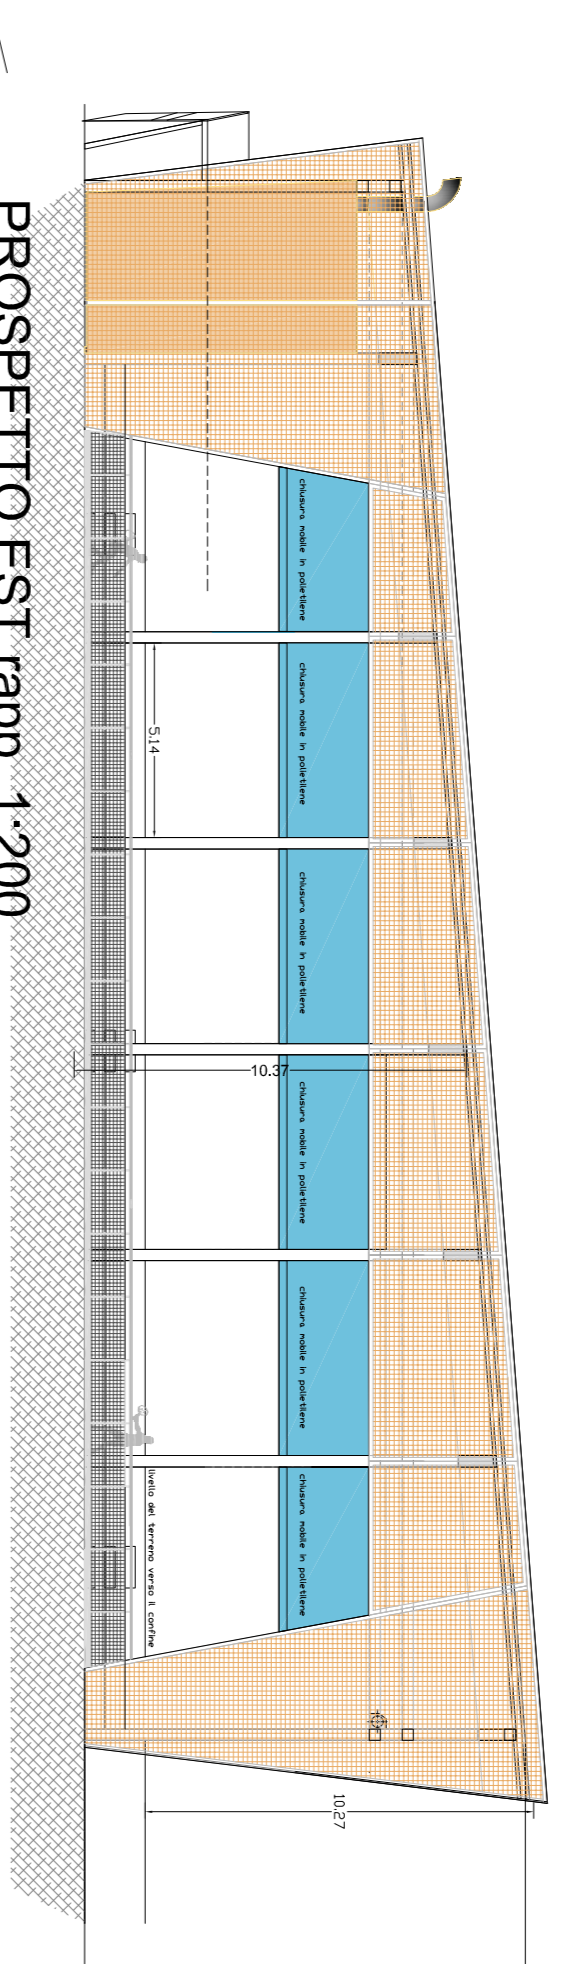 PROSPETTO EST rapp. 1:200
chiusura mobile in polietilene
chiusura mobile in polietilene
chiusura mobile in polietilene
chiusura mobile in polietilene
chiusura mobile in polietilene
chiusura mobile in polietilene
5.14
10.37
livello del terreno verso il confine
10.27